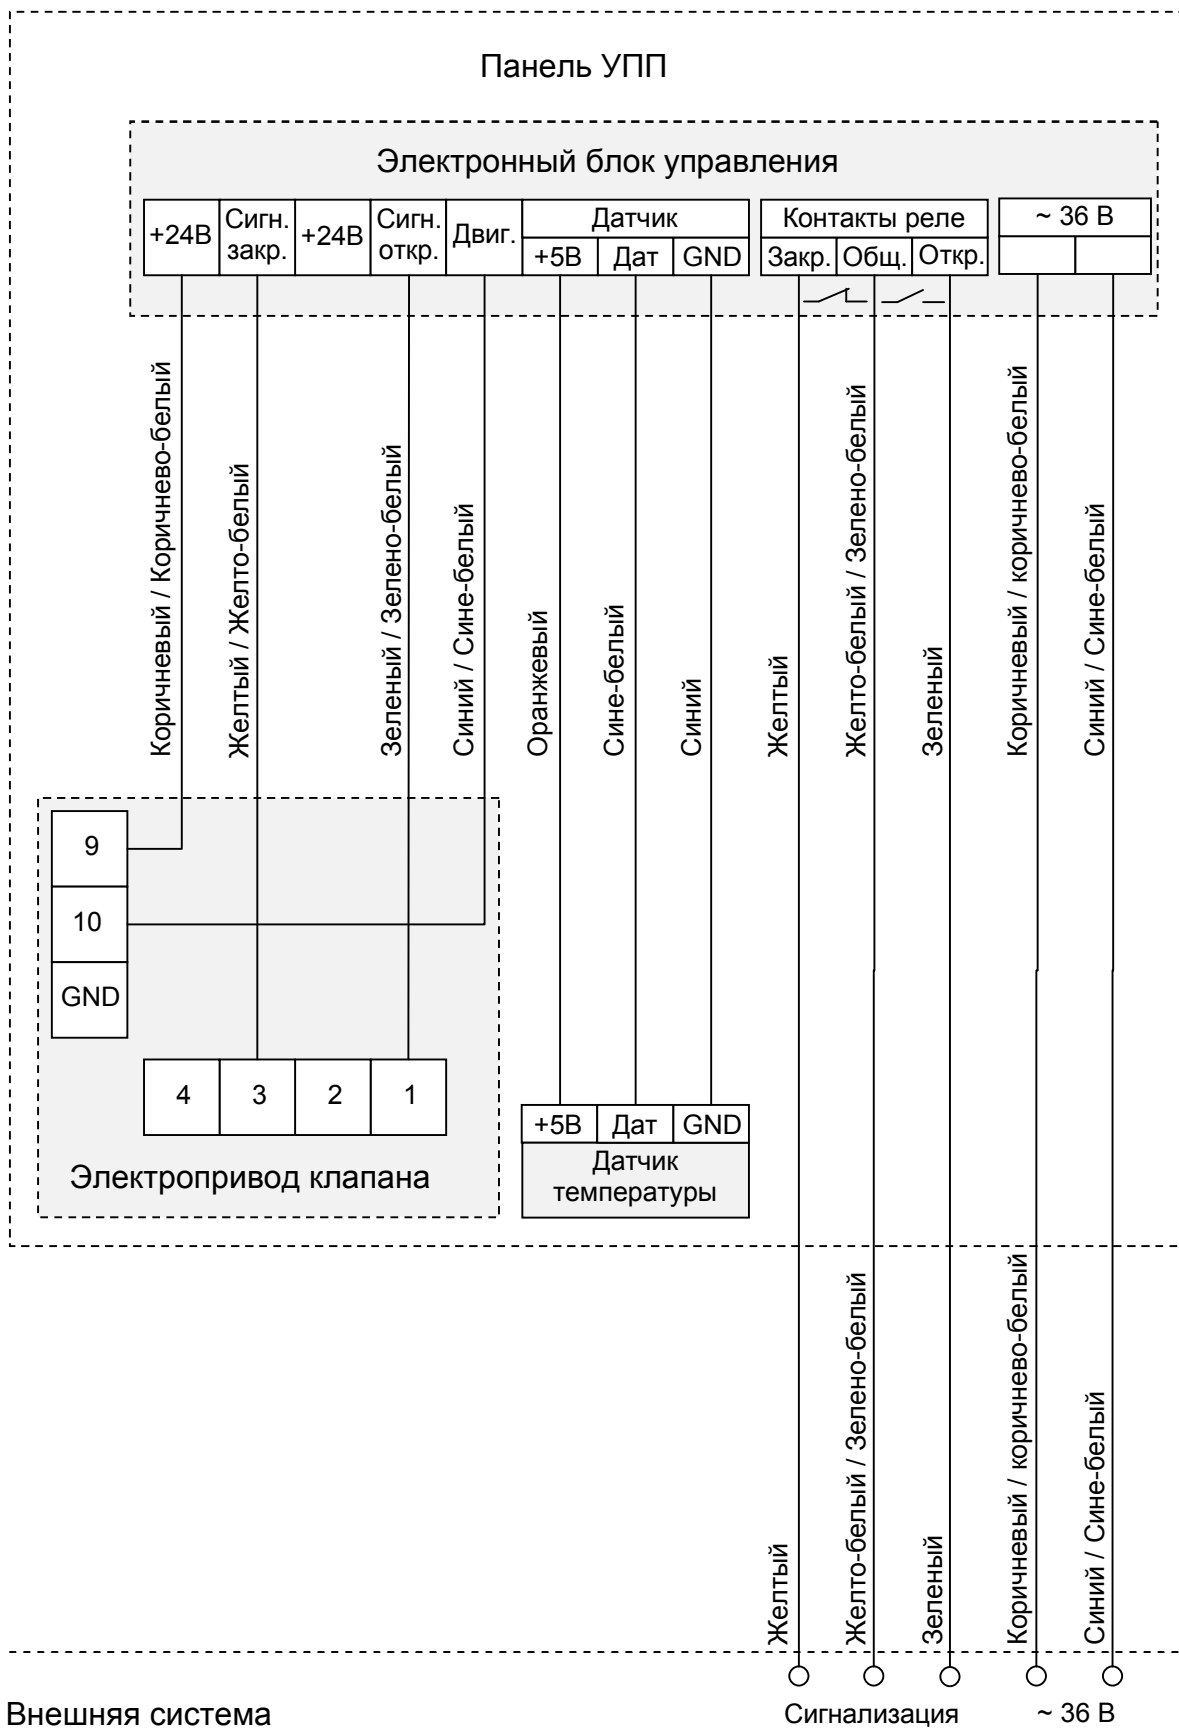 Панель УПП
Электронный блок управления
+24В
Сигн.
закр.
+24В
Сигн.
откр.
Двиг.
Датчик
+5В
Дат
GND
Контакты реле
Закр.
Общ.
Откр.
~ 36 В
Коричневый / Коричнево-белый
Желтый / Желто-белый
Зеленый / Зелено-белый
Синий / Сине-белый
Оранжевый
Сине-белый
Синий
Желтый
Желто-белый / Зелено-белый
Зеленый
Коричневый / коричнево-белый
Синий / Сине-белый
9
10
GND
4
3
2
1
Электропривод клапана
+5В
Дат
GND
Датчик
температуры
Желтый
Желто-белый / Зелено-белый
Зеленый
Коричневый / коричнево-белый
Синий / Сине-белый
Внешняя система
Сигнализация
~ 36 В